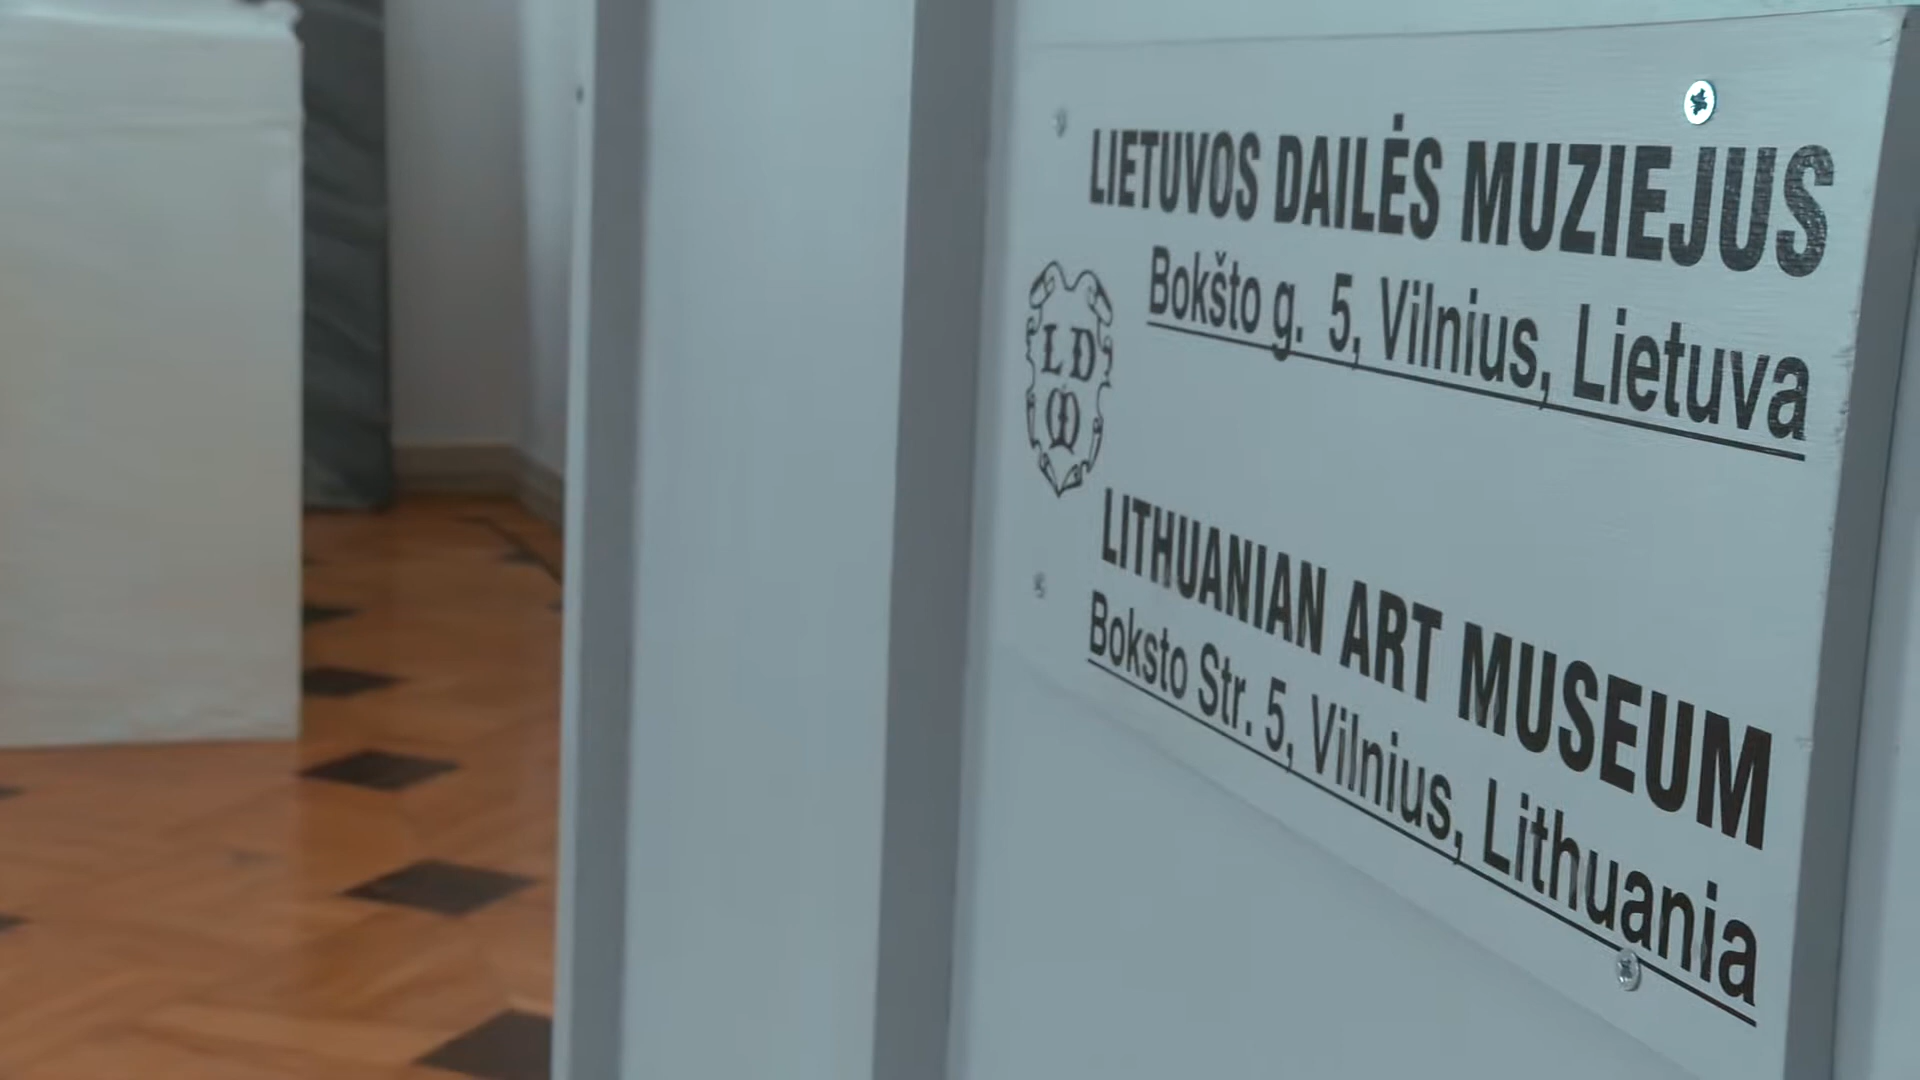 LIETUVOS DAILĖS MUZIEJUS
Bokšto g. 5, Vilnius, Lietuva
L D
M
LITHUANIAN ART MUSEUM
Boksto Str. 5, Vilnius, Lithuania